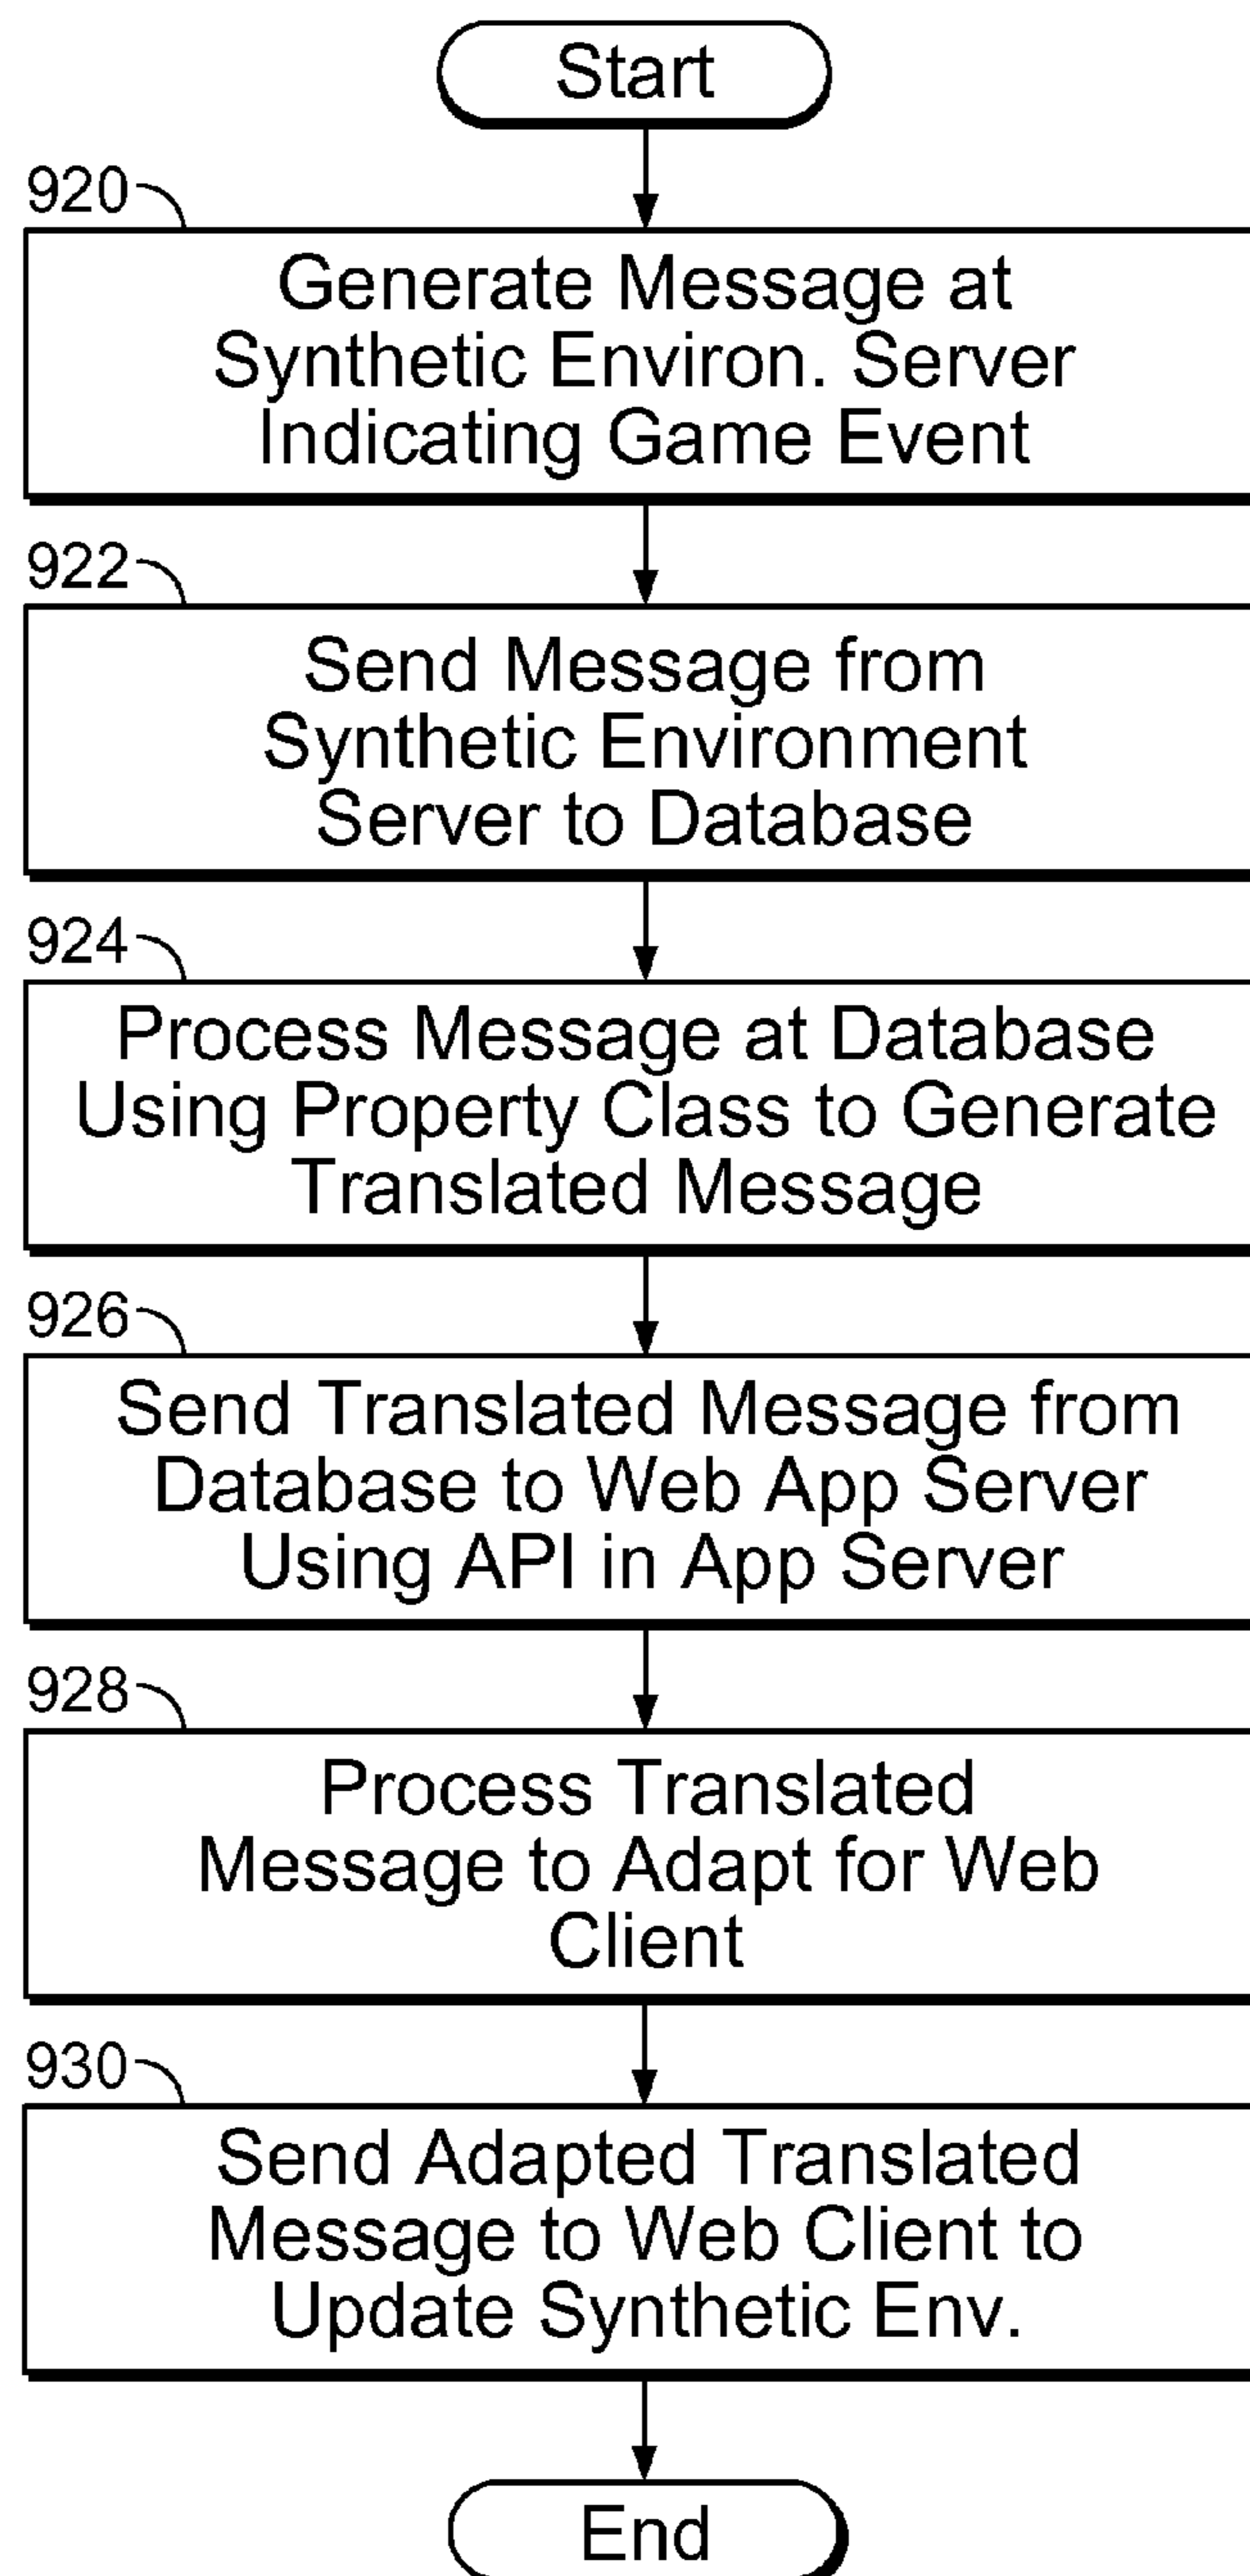 Start
920
Generate Message at
Synthetic Environ. Server
Indicating Game Event
922
Send Message from
Synthetic Environment
Server to Database
924
Process Message at Database
Using Property Class to Generate
Translated Message
926
Send Translated Message from
Database to Web App Server
Using API in App Server
928
Process Translated
Message to Adapt for Web
Client
930
Send Adapted Translated
Message to Web Client to
Update Synthetic Env.
End